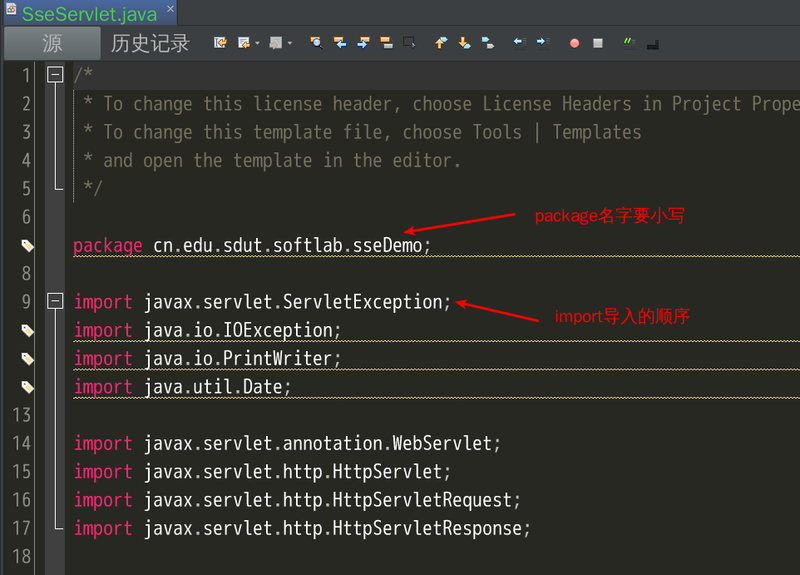 SseServlet.java
源 历史记录
1 /*
2 * To change this license header, choose License Headers in Project Prope
3 * To change this template file, choose Tools | Templates
4 * and open the template in the editor.
5 */
6
package名字要小写
package cn.edu.sdut.softlab.sseDemo;
8
9 import javax.servlet.ServletException;
import导入的顺序
import java.io.IOException;
import java.io.PrintWriter;
import java.util.Date;
13
14 import javax.servlet.annotation.WebServlet;
15 import javax.servlet.http.HttpServlet;
16 import javax.servlet.http.HttpServletRequest;
17 import javax.servlet.http.HttpServletResponse;
18